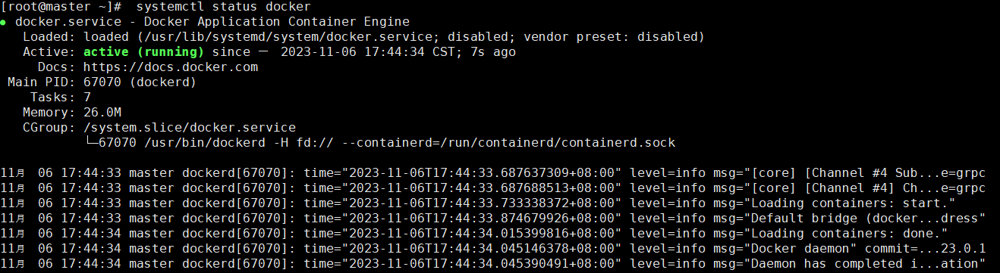 [root@master ~]#  systemctl status docker
● docker.service - Docker Application Container Engine
   Loaded: loaded (/usr/lib/systemd/system/docker.service; disabled; vendor preset: disabled)
   Active: active (running) since 一 2023-11-06 17:44:34 CST; 7s ago
     Docs: https://docs.docker.com
 Main PID: 67070 (dockerd)
    Tasks: 7
   Memory: 26.0M
   CGroup: /system.slice/docker.service
           └─67070 /usr/bin/dockerd -H fd:// --containerd=/run/containerd/containerd.sock
11月 06 17:44:33 master dockerd[67070]: time="2023-11-06T17:44:33.687637309+08:00" level=info msg="[core] [Channel #4 Sub...e=grpc
11月 06 17:44:33 master dockerd[67070]: time="2023-11-06T17:44:33.687688513+08:00" level=info msg="[core] [Channel #4] Ch...e=grpc
11月 06 17:44:33 master dockerd[67070]: time="2023-11-06T17:44:33.733338372+08:00" level=info msg="Loading containers: start."
11月 06 17:44:33 master dockerd[67070]: time="2023-11-06T17:44:33.874679926+08:00" level=info msg="Default bridge (docker...dress"
11月 06 17:44:34 master dockerd[67070]: time="2023-11-06T17:44:34.015399816+08:00" level=info msg="Loading containers: done."
11月 06 17:44:34 master dockerd[67070]: time="2023-11-06T17:44:34.045146378+08:00" level=info msg="Docker daemon" commit=...23.0.1
11月 06 17:44:34 master dockerd[67070]: time="2023-11-06T17:44:34.045390491+08:00" level=info msg="Daemon has completed i...ation"